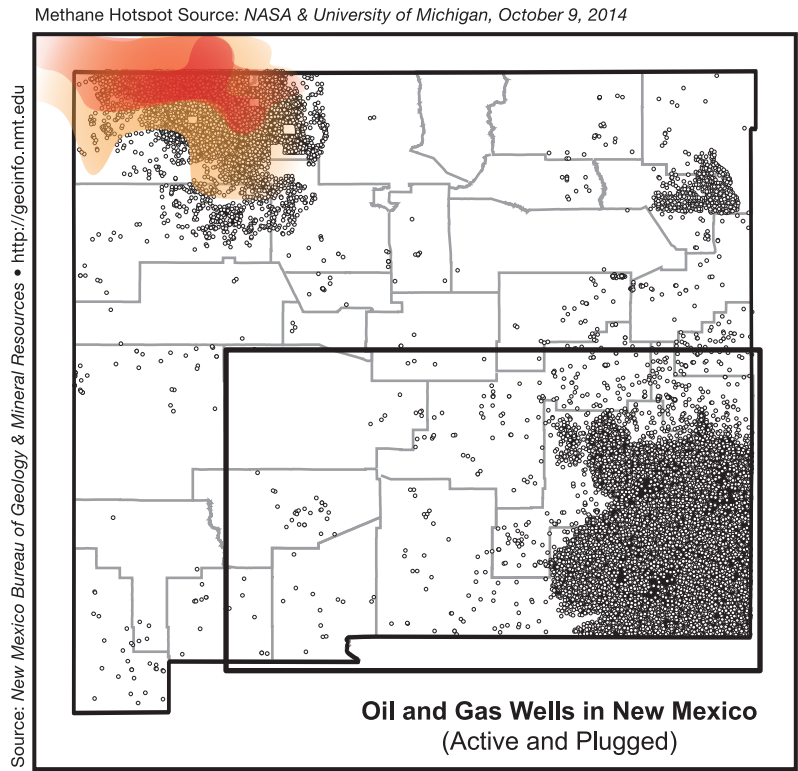 Methane Hotspot Source: NASA & University of Michigan, October 9, 2014
Source: New Mexico Bureau of Geology & Mineral Resources • http://geoinfo.nmt.edu
Oil and Gas Wells in New Mexico
(Active and Plugged)